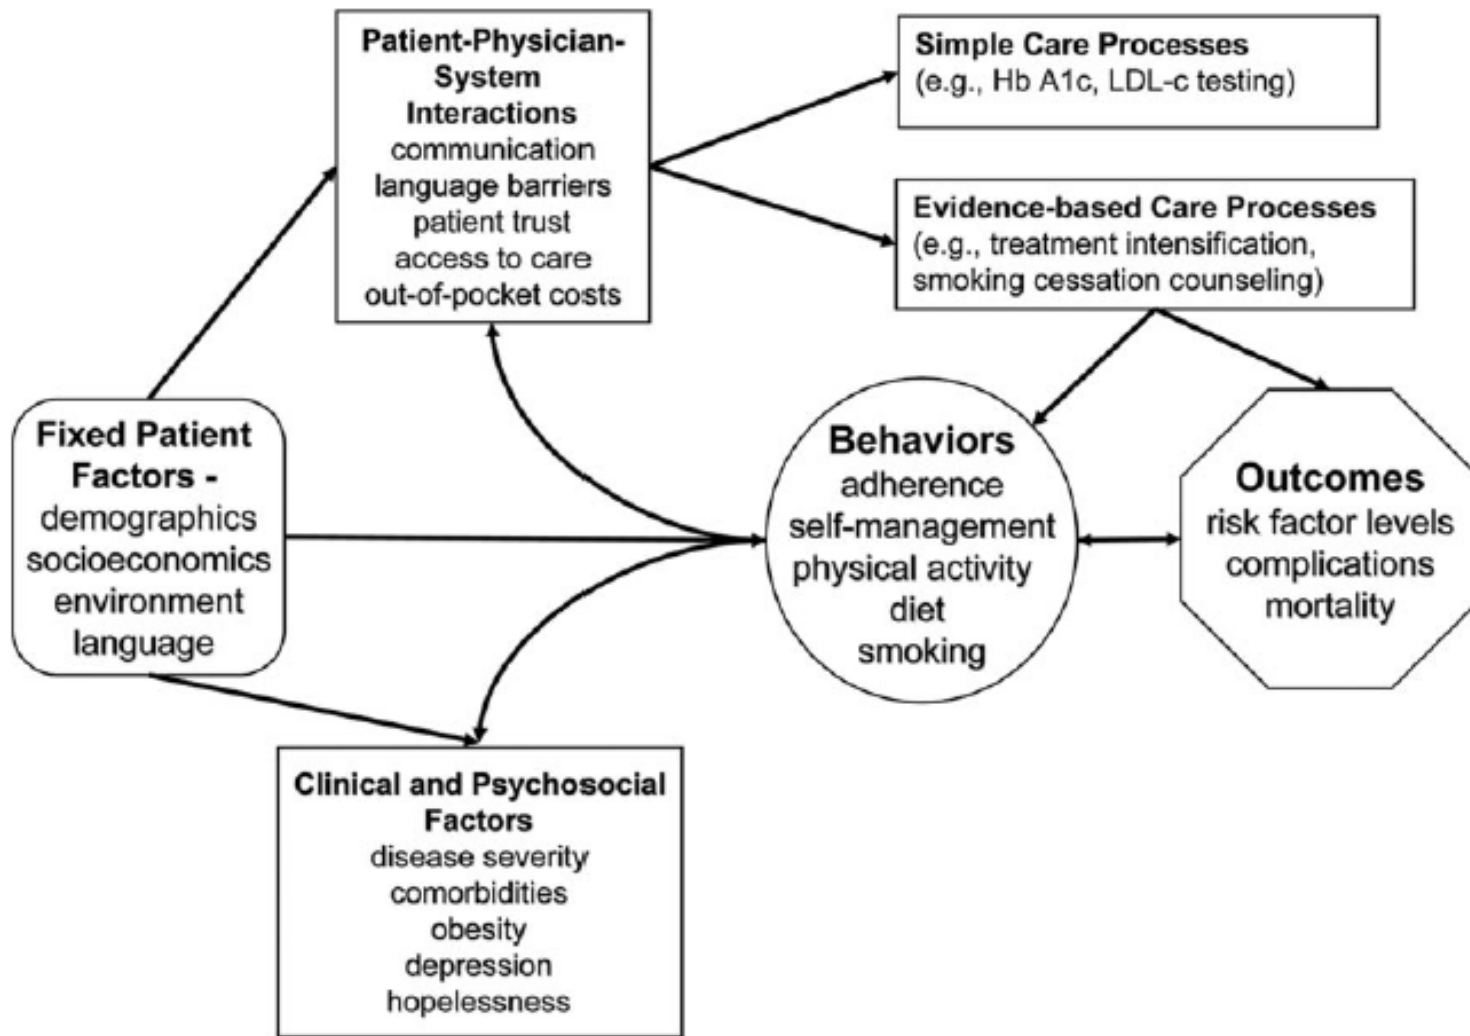 Patient-Physician-
System
Interactions
communication
language barriers
patient trust
access to care
out-of-pocket costs
Simple Care Processes
(e.g., Hb A1c, LDL-c testing)
Evidence-based Care Processes
(e.g., treatment intensification,
smoking cessation counseling)
Fixed Patient
Factors -
demographics
socioeconomics
environment
language
Behaviors
adherence
self-management
physical activity
diet
smoking
Outcomes
risk factor levels
complications
mortality
Clinical and Psychosocial
Factors
disease severity
comorbidities
obesity
depression
hopelessness